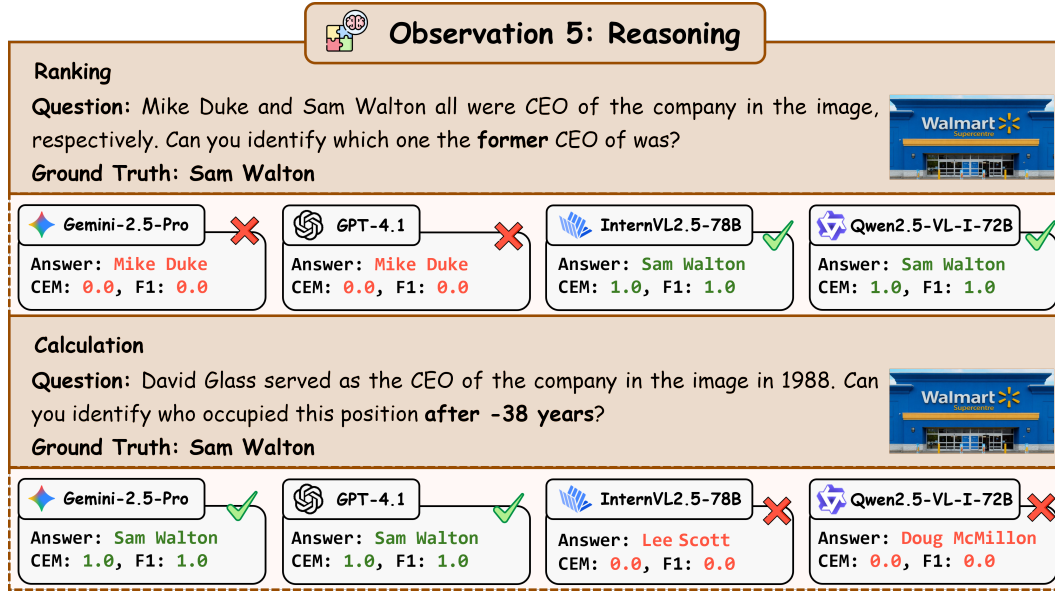 Observation 5: Reasoning
Ranking
Question: Mike Duke and Sam Walton all were CEO of the company in the image,
respectively. Can you identify which one the former CEO of was?
Ground Truth: Sam Walton
Walmart
Supercentre
Gemini-2.5-Pro
Answer: Mike Duke
CEM: 0.0, F1: 0.0
GPT-4.1
Answer: Mike Duke
CEM: 0.0, F1: 0.0
InternVL2.5-78B
Answer: Sam Walton
CEM: 1.0, F1: 1.0
Qwen2.5-VL-I-72B
Answer: Sam Walton
CEM: 1.0, F1: 1.0
Calculation
Question: David Glass served as the CEO of the company in the image in 1988. Can
you identify who occupied this position after -38 years?
Ground Truth: Sam Walton
Walmart
Supercentre
Gemini-2.5-Pro
Answer: Sam Walton
CEM: 1.0, F1: 1.0
GPT-4.1
Answer: Sam Walton
CEM: 1.0, F1: 1.0
InternVL2.5-78B
Answer: Lee Scott
CEM: 0.0, F1: 0.0
Qwen2.5-VL-I-72B
Answer: Doug McMillon
CEM: 0.0, F1: 0.0